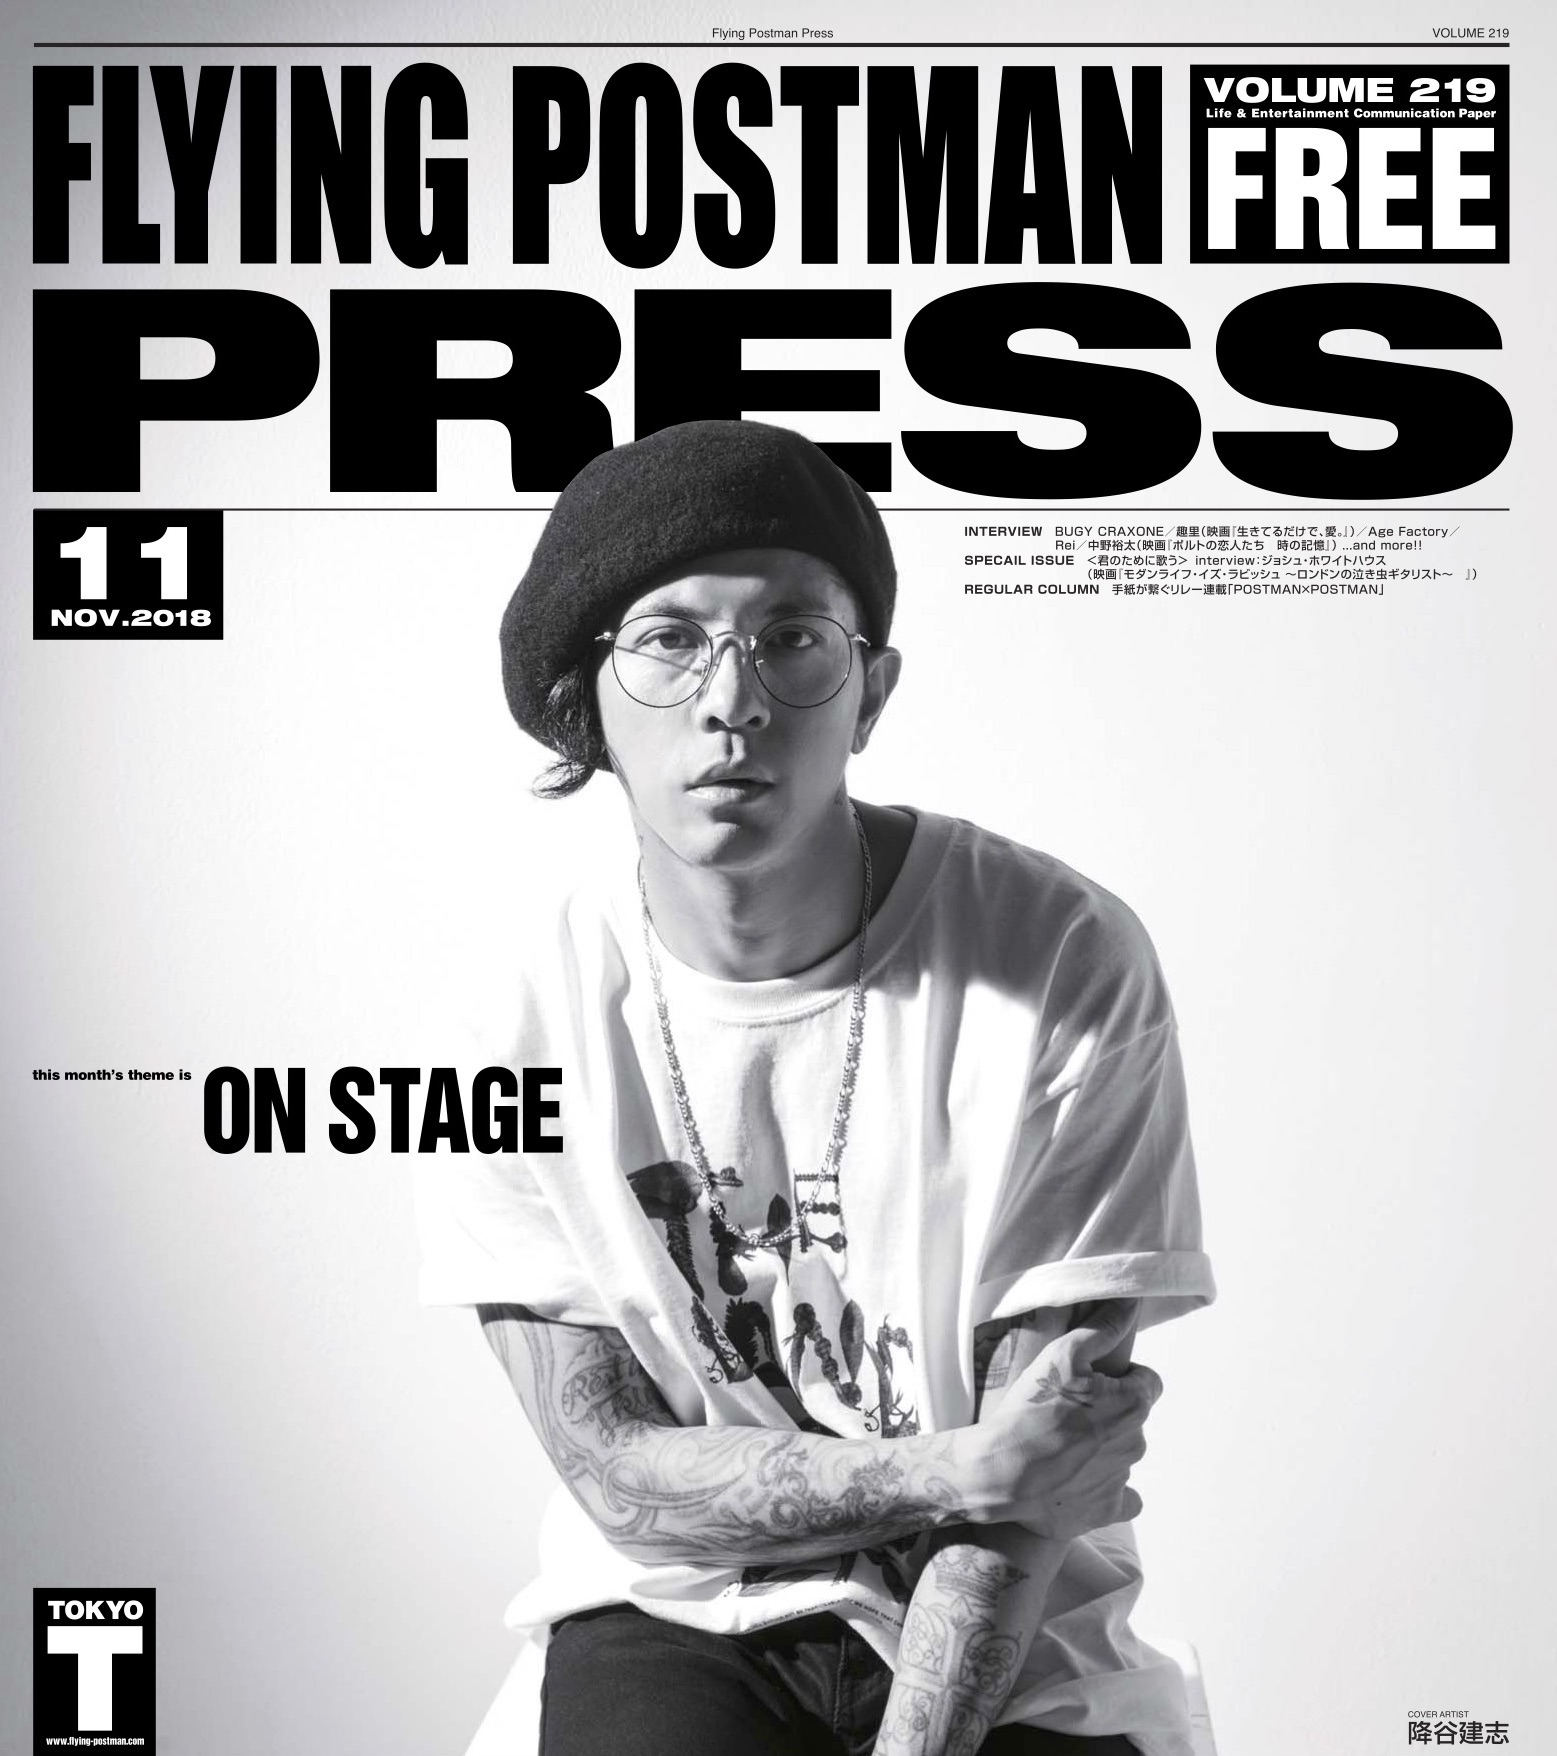 Flying Postman Press
VOLUME 219
FLYING POSTMAN
VOLUME 219
Life & Entertainment Communication Paper
FREE
PRESS
11
NOV.2018
INTERVIEW BUGY CRAXONE／趣里（映画『生きてるだけで、愛。』）／Age Factory／
Rei／中野裕太（映画『ポルトの恋人たち　時の記憶』）...and more!!
SPECAIL ISSUE ＜君のために歌う＞ interview：ジョシュ・ホワイトハウス
（映画『モダンライフ・イズ・ラビッシュ ～ロンドンの泣き虫ギタリスト～　』）
REGULAR COLUMN 手紙が繋ぐリレー連載「POSTMAN×POSTMAN」
this month's theme is
ON STAGE
THE
TOKYO
T
www.flying-postman.com
COVER ARTIST
降谷建志